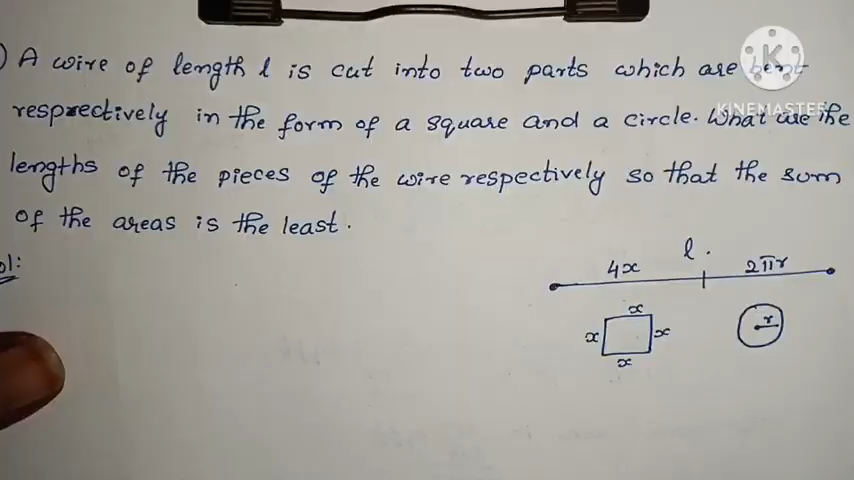 ) A wire of length l is cut into two parts which are bent
respectively in the form of a square and a circle. What are the
lengths of the pieces of the wire respectively so that the sum
of the areas is the least.
ol:
l.
4x 2πr
x
x x r
x
K
KINEMASTER